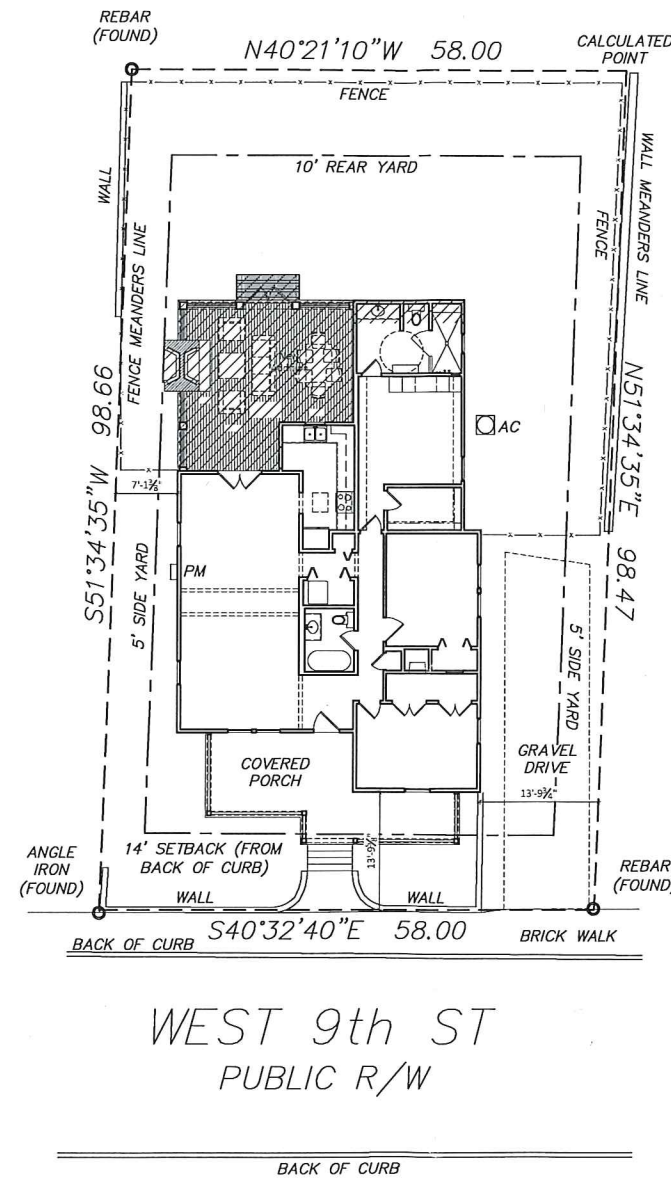 REBAR
(FOUND)
N40°21'10"W 58.00
CALCULATED
POINT
FENCE
WALL
10' REAR YARD
WALL MEANDERS LINE
FENCE
FENCE MEANDERS LINE
S51°34'35"W 98.66
N51°34'35"E 98.47
AC
7'-1⅜"
PM
5' SIDE YARD
5' SIDE YARD
COVERED
PORCH
GRAVEL
DRIVE
13'-9¾"
13'-9⅝"
14' SETBACK (FROM
BACK OF CURB)
ANGLE
IRON
(FOUND)
REBAR
(FOUND)
WALL
WALL
S40°32'40"E 58.00
BRICK WALK
BACK OF CURB
WEST 9th ST
PUBLIC R/W
BACK OF CURB